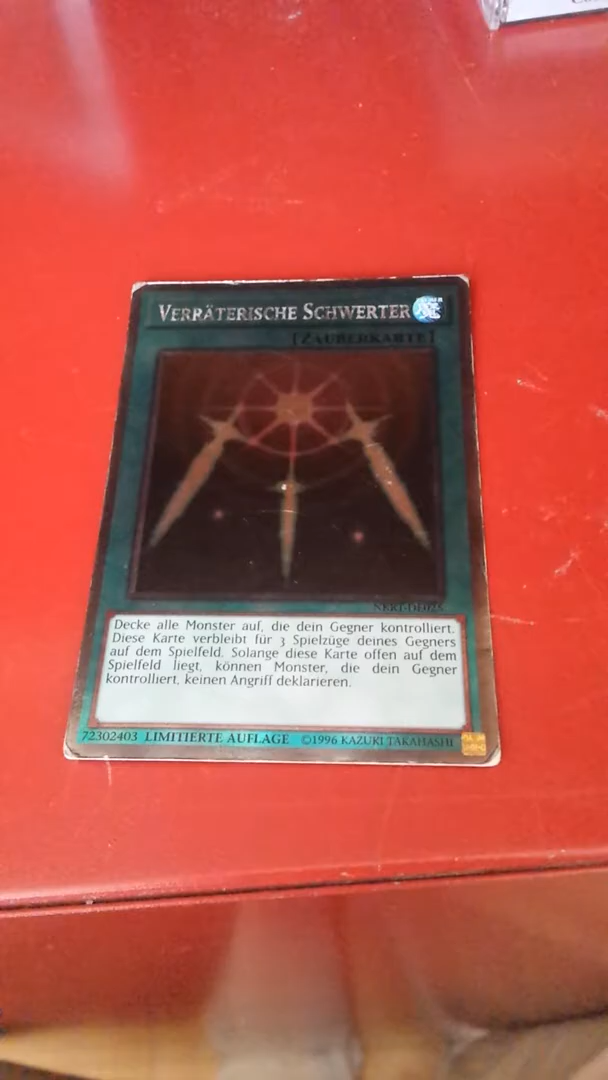 VERRÄTERISCHE SCHWERTER
[ZAUBERKARTE]
NKRT-DE025
Decke alle Monster auf, die dein Gegner kontrolliert.
Diese Karte verbleibt für 3 Spielzüge deines Gegners
auf dem Spielfeld. Solange diese Karte offen auf dem
Spielfeld liegt, können Monster, die dein Gegner
kontrolliert, keinen Angriff deklarieren.
72302403 LIMITIERTE AUFLAGE ©1996 KAZUKI TAKAHASHI